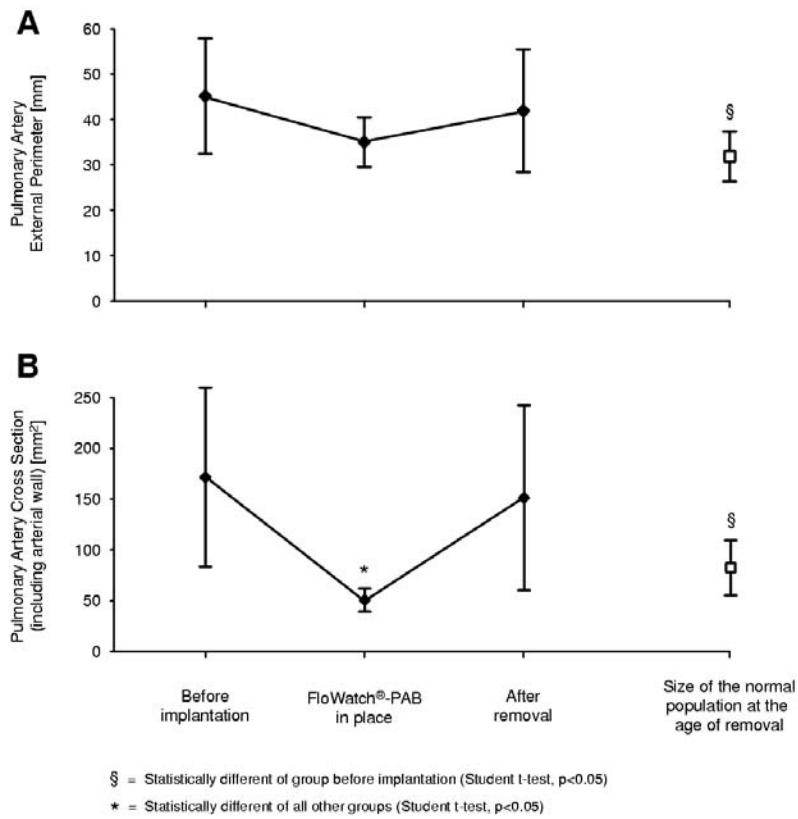 A
Pulmonary Artery
External Perimeter [mm]
60
50
40
30
20
10
0
§
B
Pulmonary Artery Cross Section
(including arterial wall) [mm²]
250
200
150
100
50
0
*
§
Before
implantation
FloWatch®-PAB
in place
After
removal
Size of the normal
population at the
age of removal
§ = Statistically different of group before implantation (Student t-test, p<0.05)
* = Statistically different of all other groups (Student t-test, p<0.05)